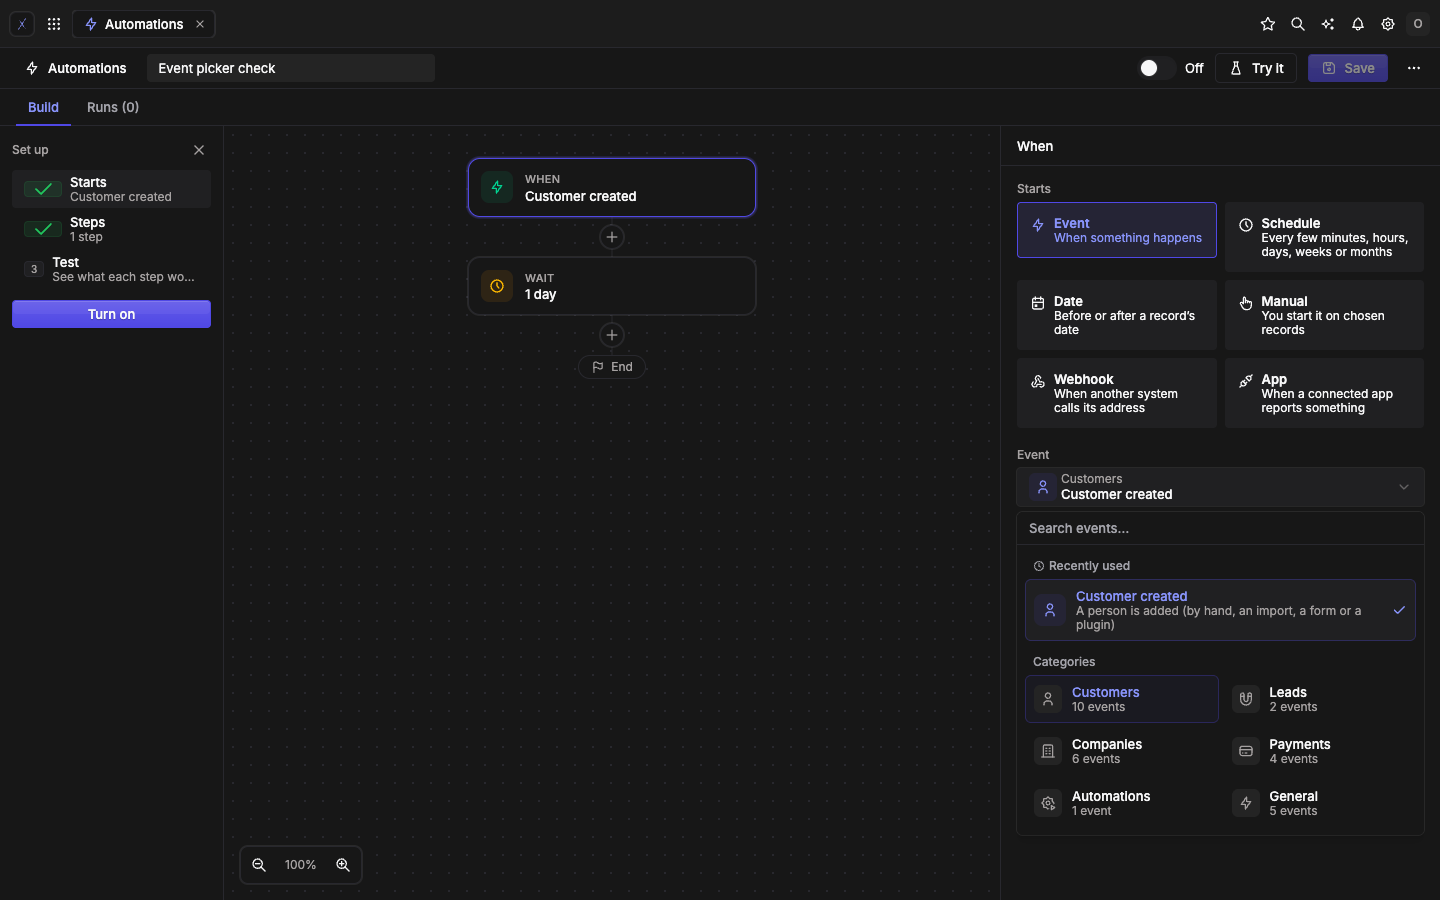 Automations
O
Automations
Event picker check
Off
Try it
Save
Build
Runs (0)
Set up
Starts
Customer created
Steps
1 step
3
Test
See what each step wo...
Turn on
WHEN
Customer created
WAIT
1 day
End
100%
When
Starts
Event
When something happens
Schedule
Every few minutes, hours,
days, weeks or months
Date
Before or after a record's
date
Manual
You start it on chosen
records
Webhook
When another system
calls its address
App
When a connected app
reports something
Event
Customers
Customer created
Search events...
Recently used
Customer created
A person is added (by hand, an import, a form or a
plugin)
Categories
Customers
10 events
Leads
2 events
Companies
6 events
Payments
4 events
Automations
1 event
General
5 events